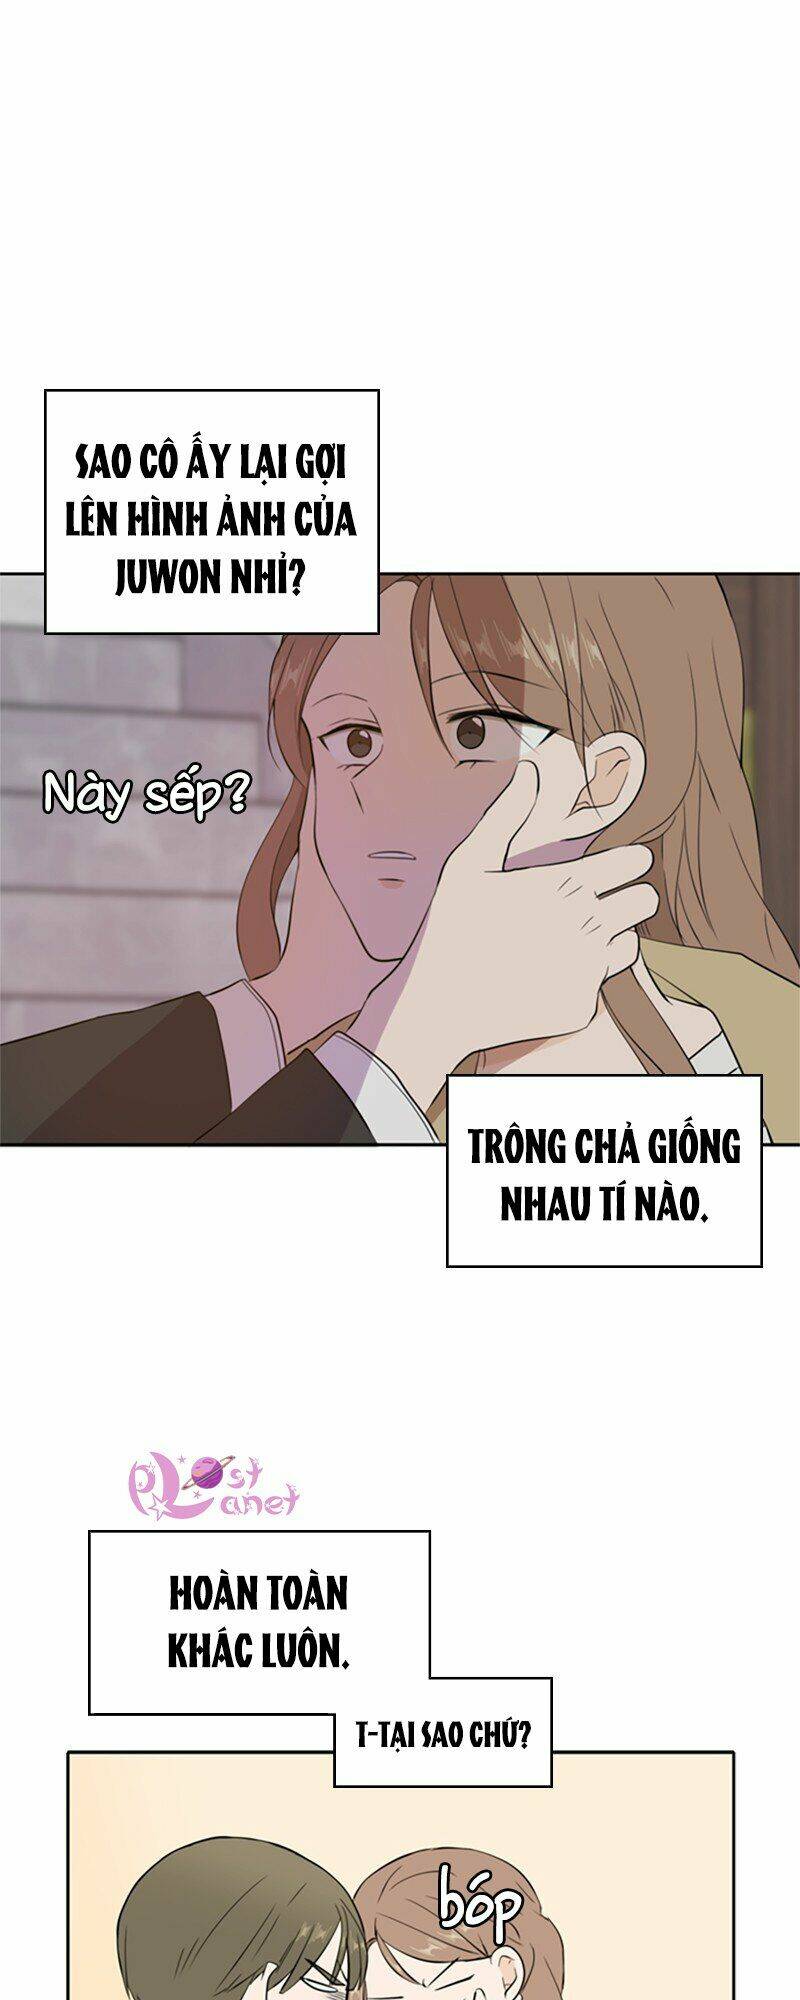 SAO CÔ ẤY LẠI GỢI
LÊN HÌNH ẢNH CỦA
JUWON NHỈ?
Này sếp?
TRÔNG CHẢ GIỐNG
NHAU TÍ NÀO.
Lost
Planet
HOÀN TOÀN
KHÁC LUÔN.
T-TẠI SAO CHỨ?
bóp